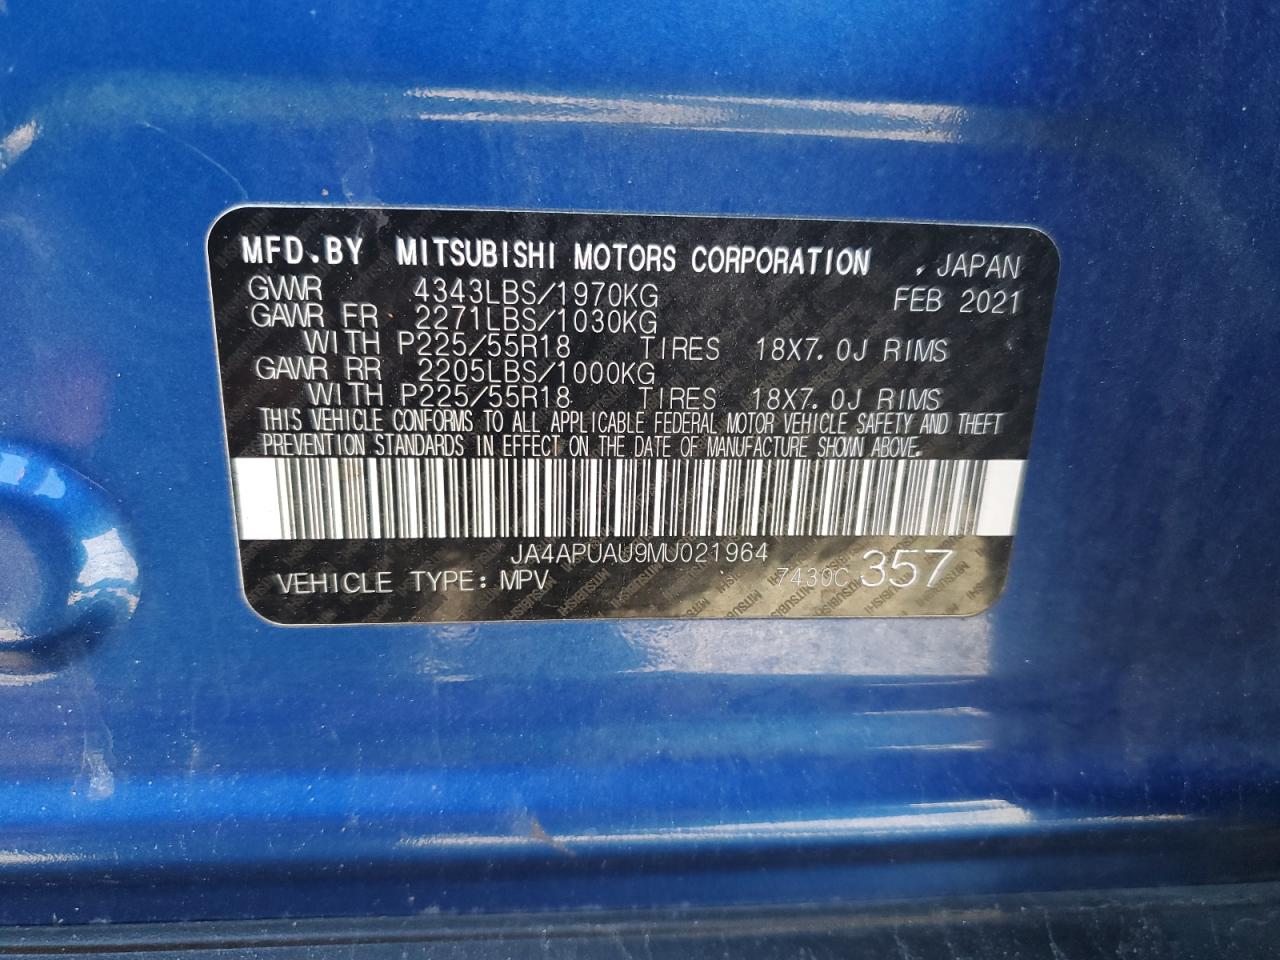 MFD.BY MITSUBISHI MOTORS CORPORATION , JAPAN
GVWR 4343LBS/1970KG FEB 2021
GAWR FR 2271LBS/1030KG
WITH P225/55R18 TIRES 18X7.0J RIMS
GAWR RR 2205LBS/1000KG
WITH P225/55R18 TIRES 18X7.0J RIMS
THIS VEHICLE CONFORMS TO ALL APPLICABLE FEDERAL MOTOR VEHICLE SAFETY AND THEFT
PREVENTION STANDARDS IN EFFECT ON THE DATE OF MANUFACTURE SHOWN ABOVE.
JA4APUAU9MU021964
VEHICLE TYPE: MPV 7430C 357